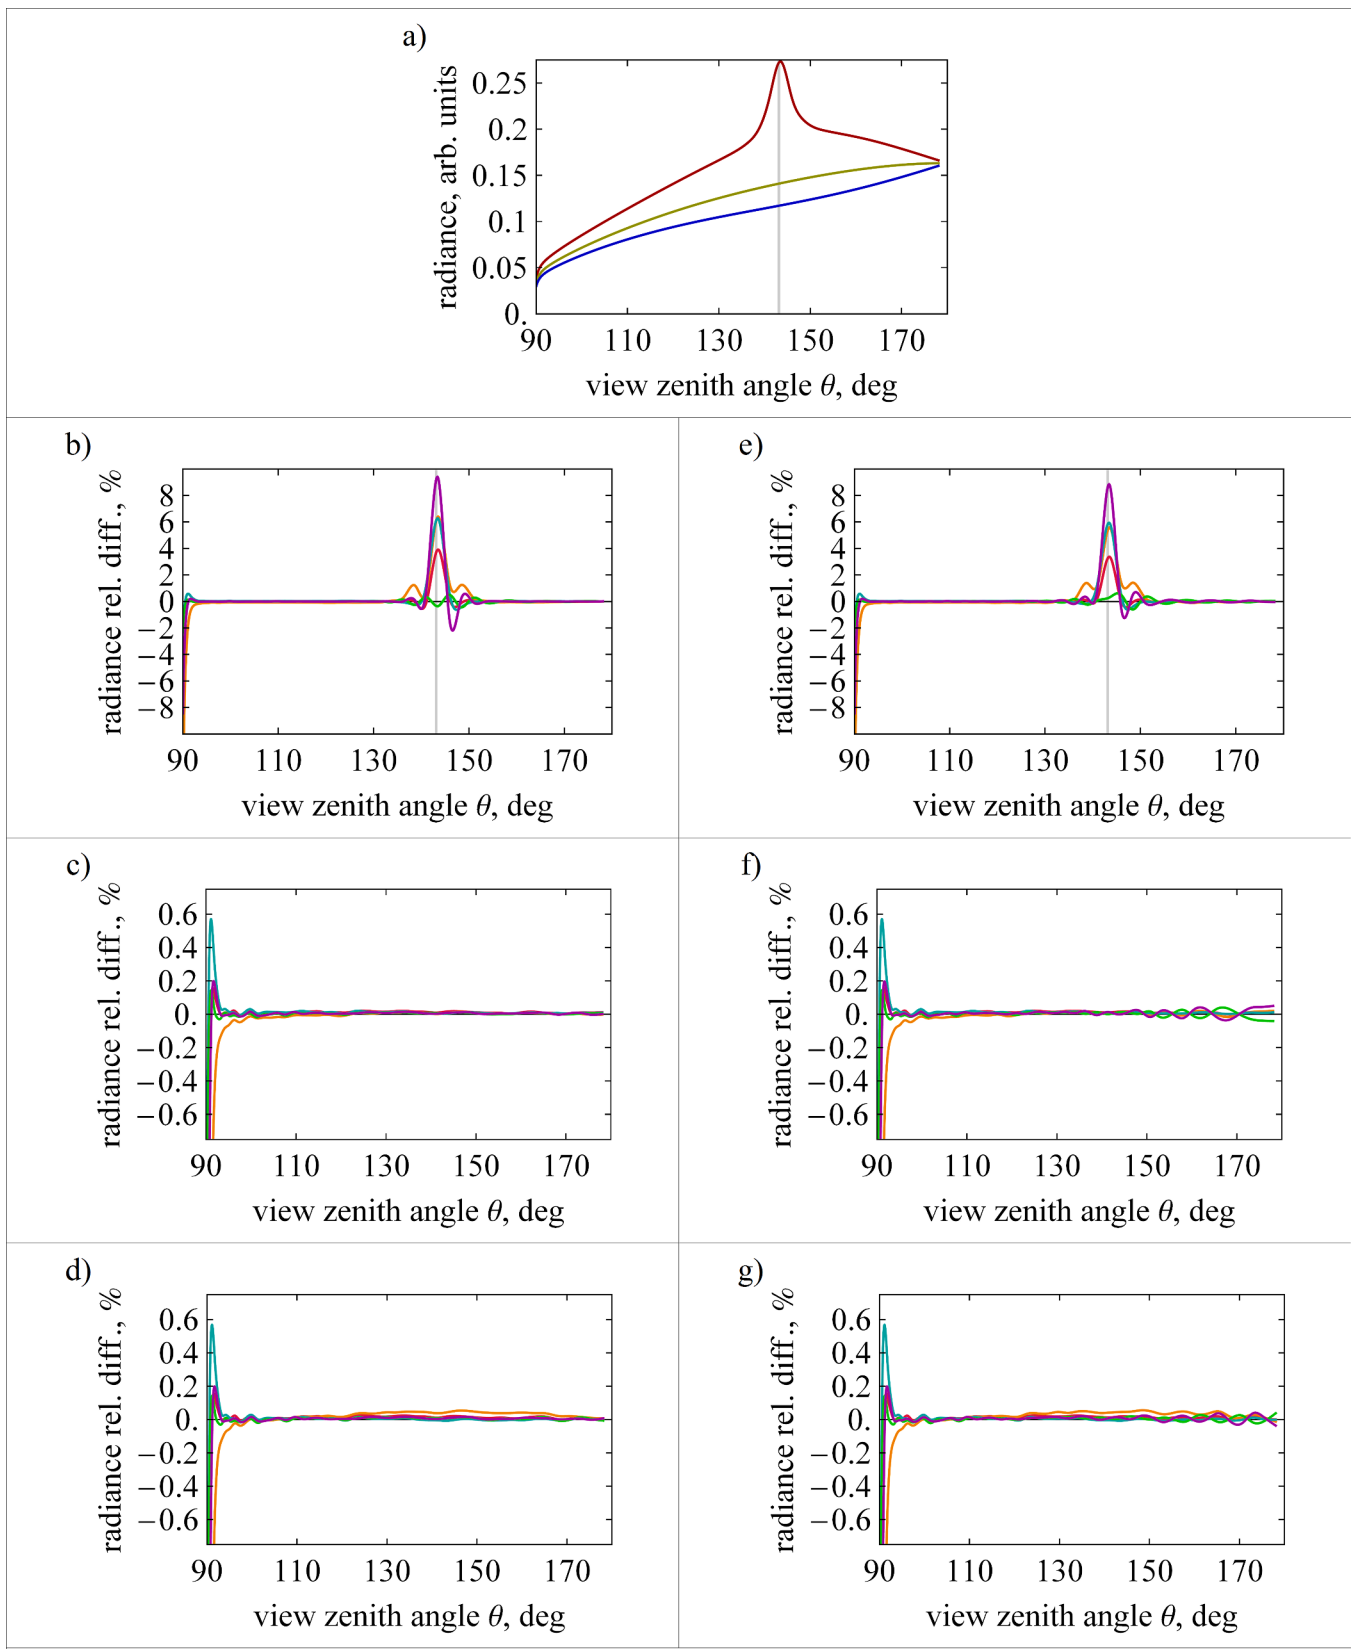 a)
radiance, arb. units
0.25
0.2
0.15
0.1
0.05
0.
90 110 130 150 170
view zenith angle θ, deg
b)
radiance rel. diff., %
8
6
4
2
0
−2
−4
−6
−8
90 110 130 150 170
view zenith angle θ, deg
e)
radiance rel. diff., %
8
6
4
2
0
−2
−4
−6
−8
90 110 130 150 170
view zenith angle θ, deg
c)
radiance rel. diff., %
0.6
0.4
0.2
0.
−0.2
−0.4
−0.6
90 110 130 150 170
view zenith angle θ, deg
f)
radiance rel. diff., %
0.6
0.4
0.2
0.
−0.2
−0.4
−0.6
90 110 130 150 170
view zenith angle θ, deg
d)
radiance rel. diff., %
0.6
0.4
0.2
0.
−0.2
−0.4
−0.6
90 110 130 150 170
view zenith angle θ, deg
g)
radiance rel. diff., %
0.6
0.4
0.2
0.
−0.2
−0.4
−0.6
90 110 130 150 170
view zenith angle θ, deg